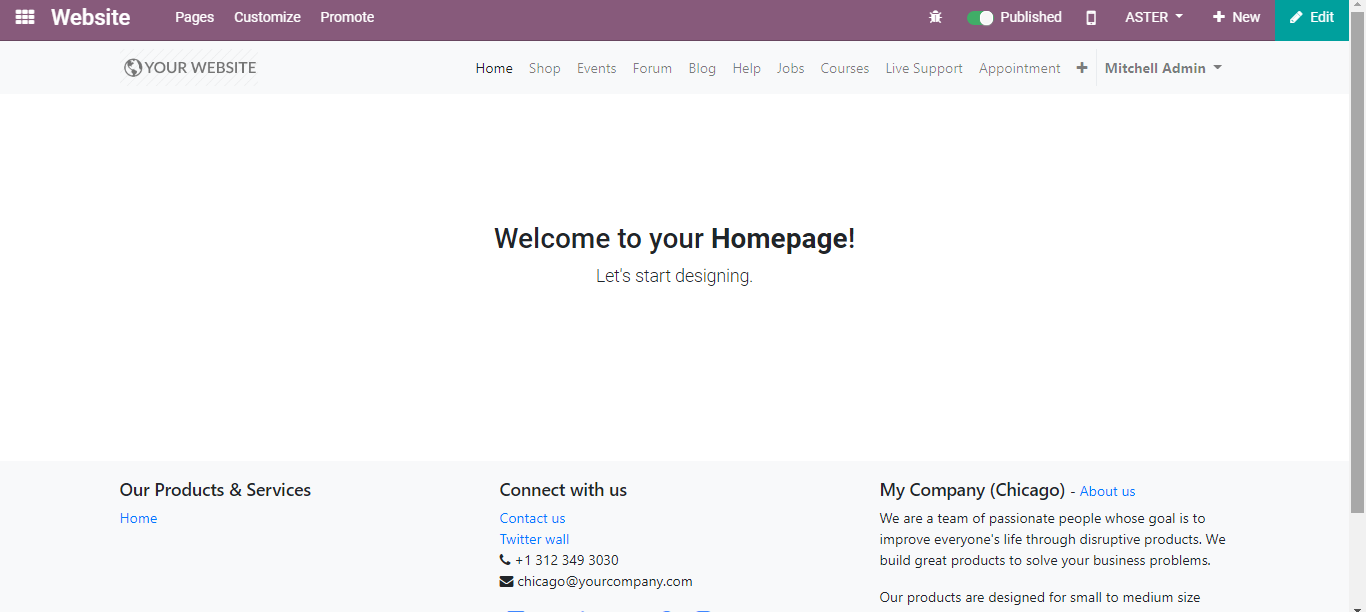 Website Pages Customize Promote Published ASTER New Edit
YOUR WEBSITE Home Shop Events Forum Blog Help Jobs Courses Live Support Appointment Mitchell Admin
Welcome to your Homepage!
Let's start designing.
Our Products & Services
Home
Connect with us
Contact us
Twitter wall
+1 312 349 3030
chicago@yourcompany.com
My Company (Chicago) - About us
We are a team of passionate people whose goal is to
improve everyone's life through disruptive products. We
build great products to solve your business problems.
Our products are designed for small to medium size